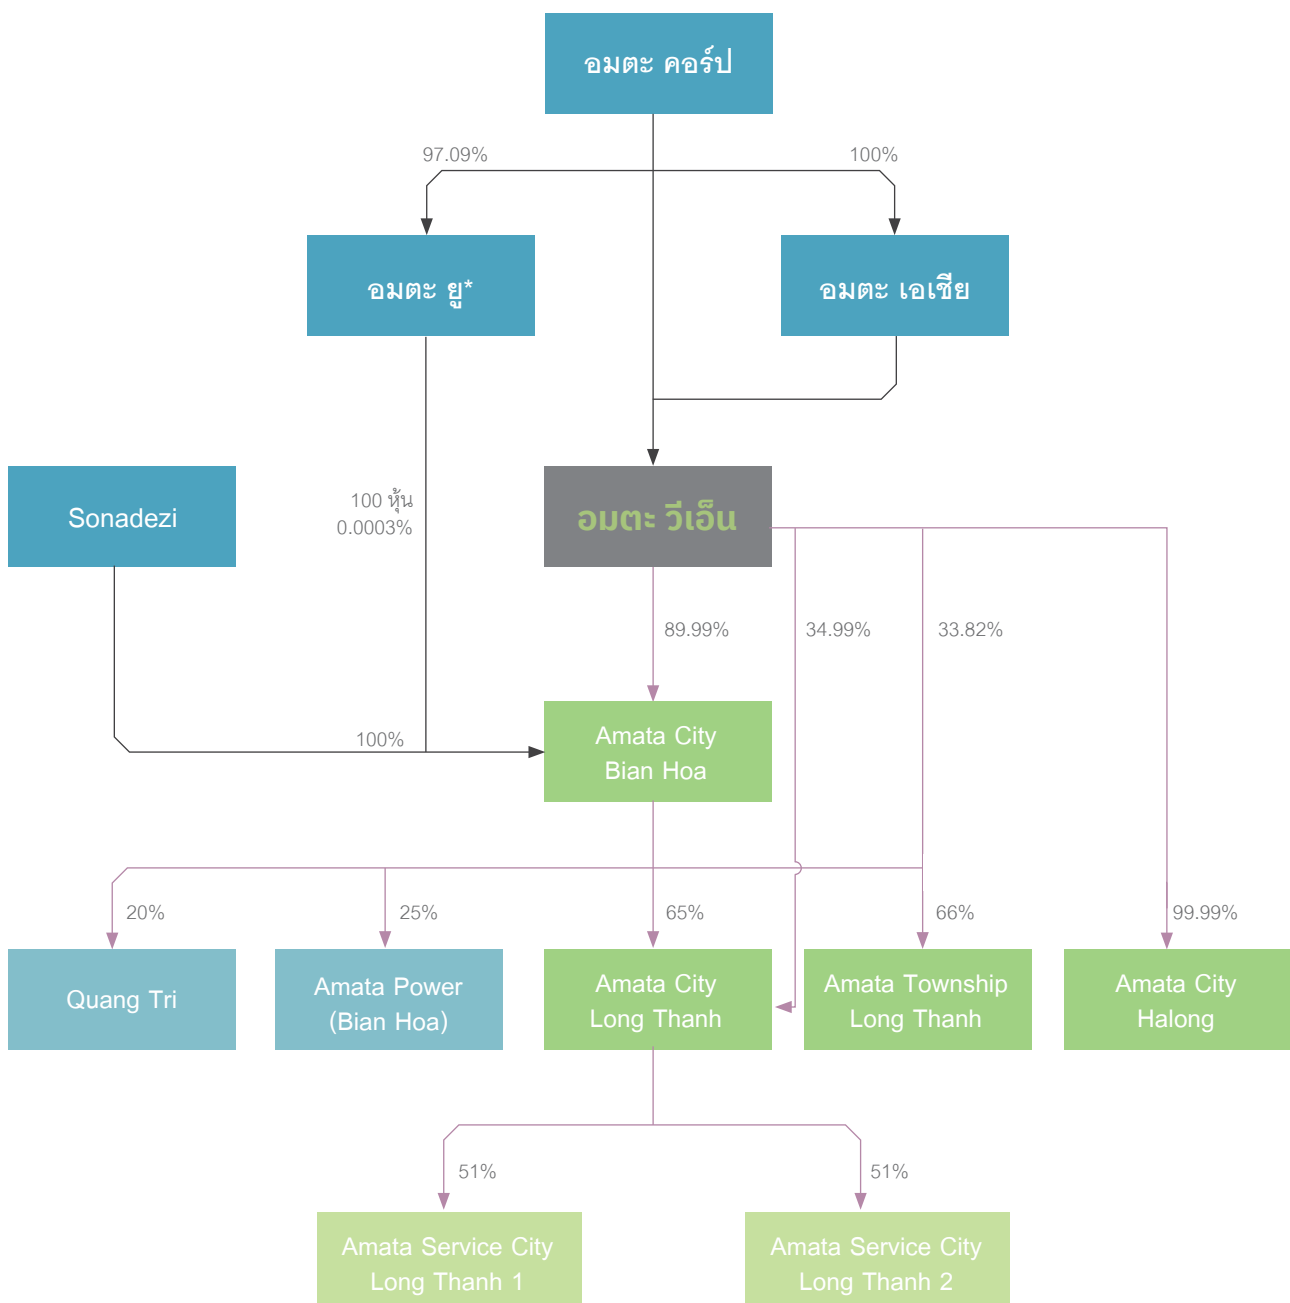 อมตะ คอร์ป
97.09%
100%
อมตะ ยู*
อมตะ เอเชีย
Sonadezi
100 หุ้น
0.0003%
อมตะ วีเอ็น
89.99%
34.99%
33.82%
100%
Amata City
Bian Hoa
20%
25%
65%
66%
99.99%
Quang Tri
Amata Power
(Bian Hoa)
Amata City
Long Thanh
Amata Township
Long Thanh
Amata City
Halong
51%
51%
Amata Service City
Long Thanh 1
Amata Service City
Long Thanh 2